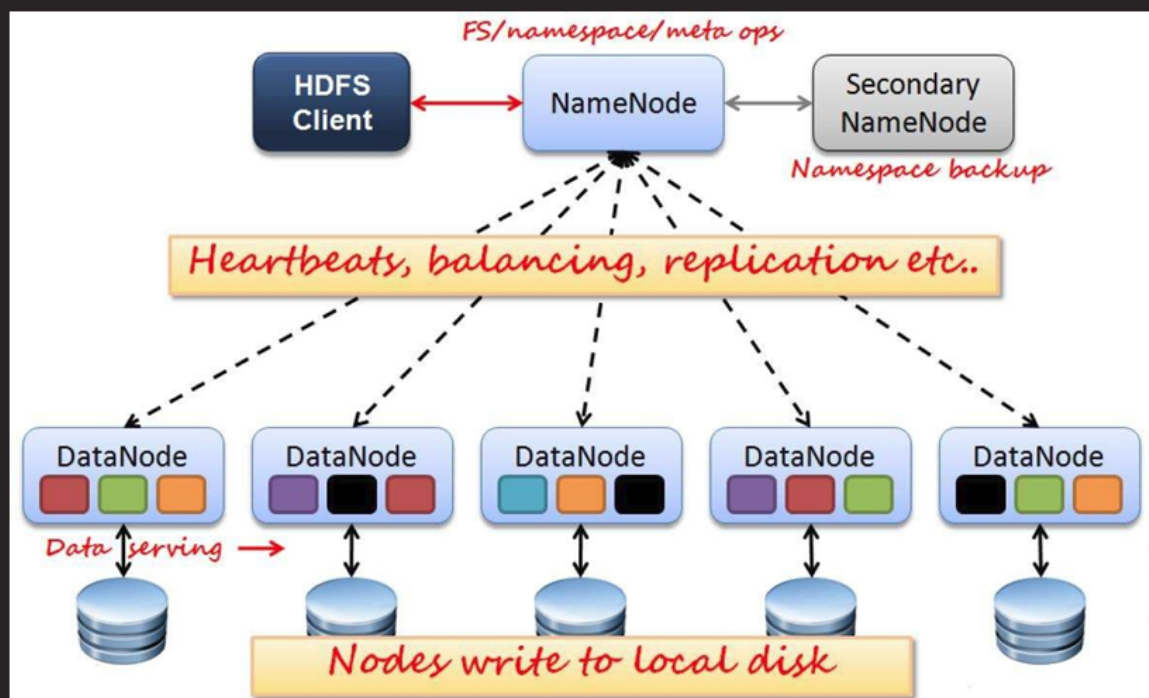 FS/namespace/meta ops
HDFS
Client
NameNode
Secondary
NameNode
Namespace backup
Heartbeats, balancing, replication etc..
DataNode
DataNode
DataNode
DataNode
DataNode
Data serving
Nodes write to local disk